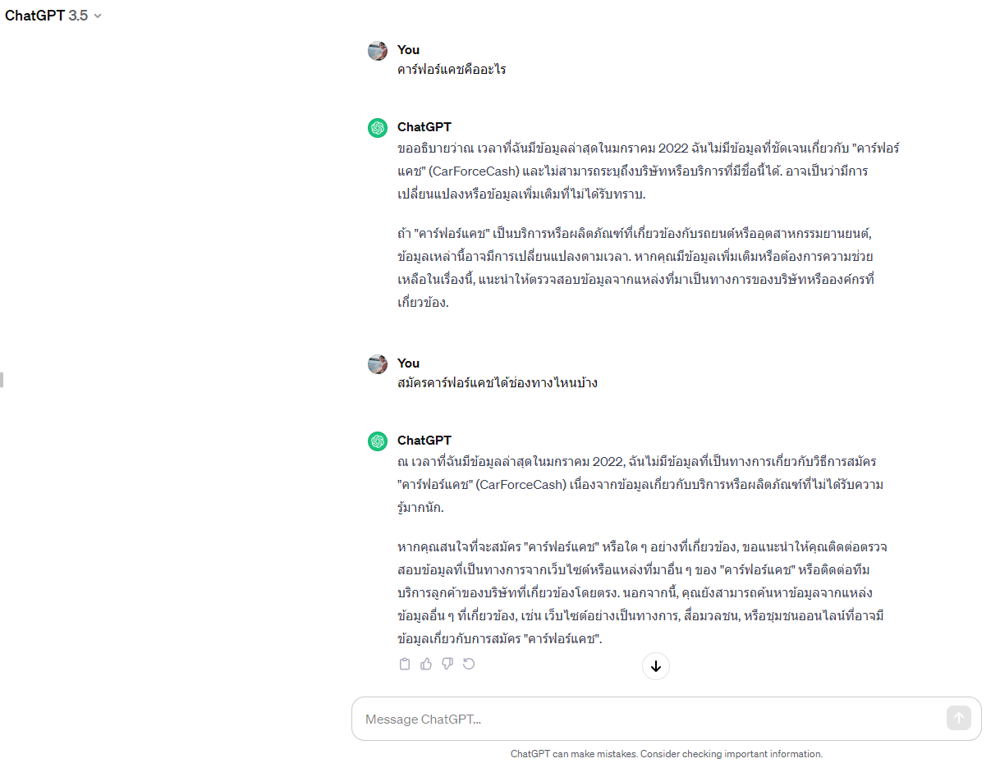 ChatGPT 3.5
You
คาร์ฟอร์แคชคืออะไร
ChatGPT
ขออธิบายว่าณ เวลาที่ฉันมีข้อมูลล่าสุดในมกราคม 2022 ฉันไม่มีข้อมูลที่ชัดเจนเกี่ยวกับ "คาร์ฟอร์
แคช" (CarForceCash) และไม่สามารถระบุถึงบริษัทหรือบริการที่มีชื่อนี้ได้. อาจเป็นว่ามีการ
เปลี่ยนแปลงหรือข้อมูลเพิ่มเติมที่ไม่ได้รับทราบ.
ถ้า "คาร์ฟอร์แคช" เป็นบริการหรือผลิตภัณฑ์ที่เกี่ยวข้องกับรถยนต์หรืออุตสาหกรรมยานยนต์,
ข้อมูลเหล่านี้อาจมีการเปลี่ยนแปลงตามเวลา. หากคุณมีข้อมูลเพิ่มเติมหรือต้องการความช่วย
เหลือในเรื่องนี้, แนะนำให้ตรวจสอบข้อมูลจากแหล่งที่มาเป็นทางการของบริษัทหรือองค์กรที่
เกี่ยวข้อง.
You
สมัครคาร์ฟอร์แคชได้ช่องทางไหนบ้าง
ChatGPT
ณ เวลาที่ฉันมีข้อมูลล่าสุดในมกราคม 2022, ฉันไม่มีข้อมูลที่เป็นทางการเกี่ยวกับวิธีการสมัคร
"คาร์ฟอร์แคช" (CarForceCash) เนื่องจากข้อมูลเกี่ยวกับบริการหรือผลิตภัณฑ์ที่ไม่ได้รับความ
รู้มากนัก.
หากคุณสนใจที่จะสมัคร "คาร์ฟอร์แคช" หรือใด ๆ อย่างที่เกี่ยวข้อง, ขอแนะนำให้คุณติดต่อตรวจ
สอบข้อมูลที่เป็นทางการจากเว็บไซต์หรือแหล่งที่มาอื่น ๆ ของ "คาร์ฟอร์แคช" หรือติดต่อทีม
บริการลูกค้าของบริษัทที่เกี่ยวข้องโดยตรง. นอกจากนี้, คุณยังสามารถค้นหาข้อมูลจากแหล่ง
ข้อมูลอื่น ๆ ที่เกี่ยวข้อง, เช่น เว็บไซต์อย่างเป็นทางการ, สื่อมวลชน, หรือชุมชนออนไลน์ที่อาจมี
ข้อมูลเกี่ยวกับการสมัคร "คาร์ฟอร์แคช".
Message ChatGPT...
ChatGPT can make mistakes. Consider checking important information.